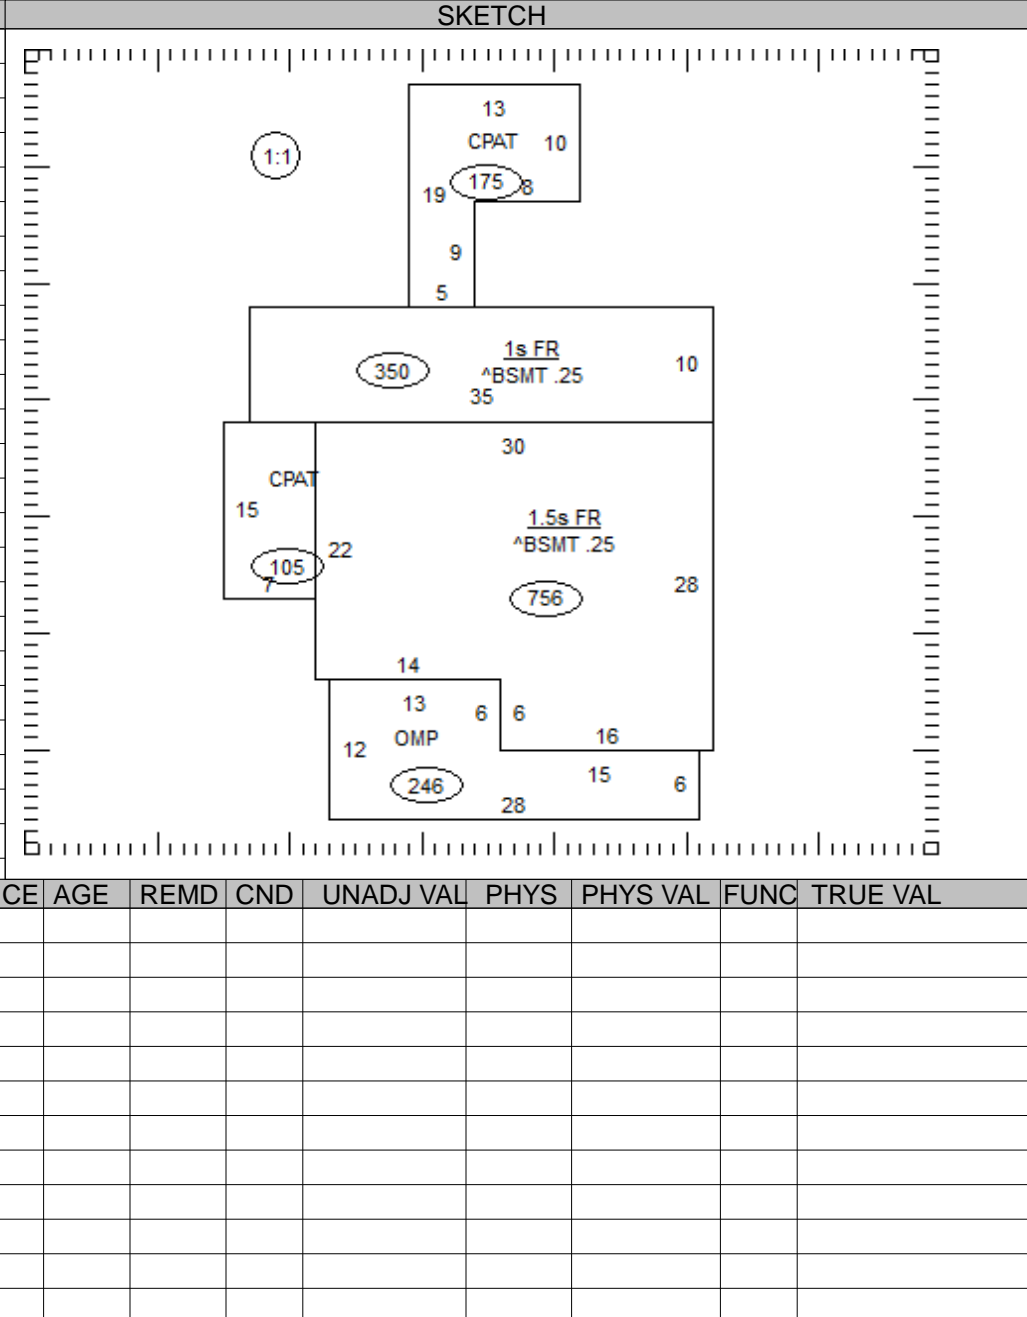 SKETCH
13
1:1
CPAT 10
175 8
19
9
5
1s FR
350 ^BSMT .25 10
35
30
CPAT
15
1.5s FR
22 ^BSMT .25
105
7 28
756
14
13
6 6
12 OMP 16
15
246 6
28
CE AGE REMD CND UNADJ VAL PHYS PHYS VAL FUNC TRUE VAL